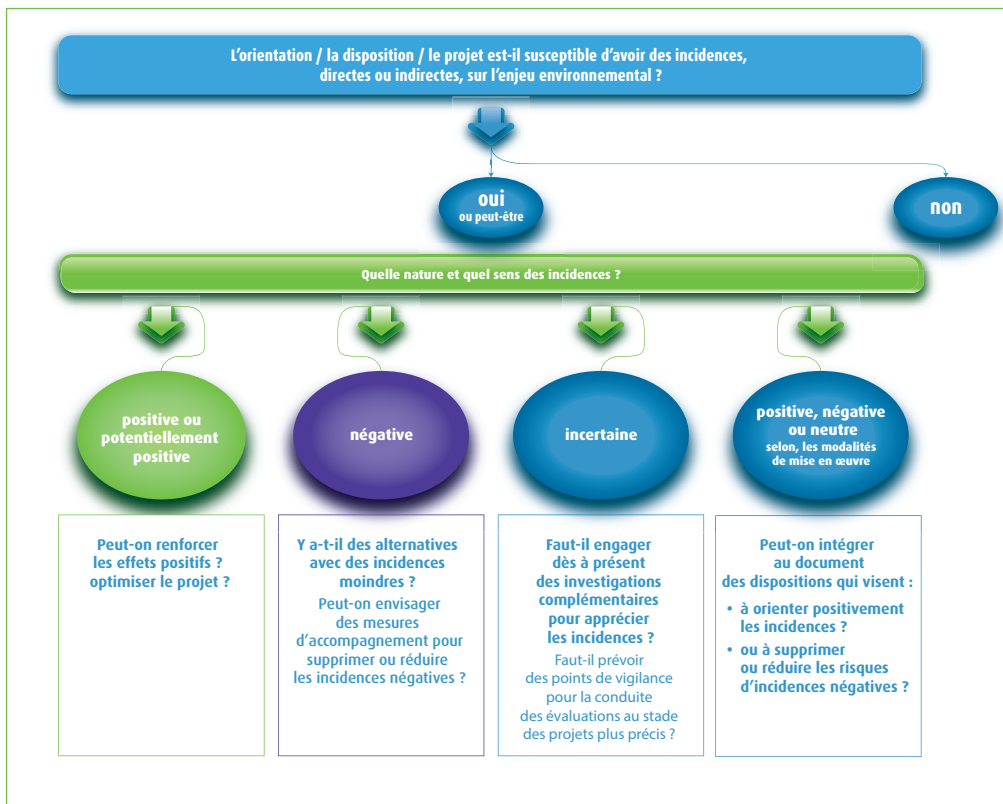 L'orientation / la disposition / le projet est-il susceptible d'avoir des incidences,
directes ou indirectes, sur l'enjeu environnemental ?
oui
ou peut-être
non
Quelle nature et quel sens des incidences ?
positive ou
potentiellement
positive
négative
incertaine
positive, négative
ou neutre
selon, les modalités
de mise en œuvre
Peut-on renforcer
les effets positifs ?
optimiser le projet ?
Y a-t-il des alternatives
avec des incidences
moindres ?
Peut-on envisager
des mesures
d'accompagnement pour
supprimer ou réduire
les incidences négatives ?
Faut-il engager
dès à présent
des investigations
complémentaires
pour apprécier
les incidences ?
Faut-il prévoir
des points de vigilance
pour la conduite
des évaluations au stade
des projets plus précis ?
Peut-on intégrer
au document
des dispositions qui visent :
• à orienter positivement
les incidences ?
• ou à supprimer
ou réduire les risques
d'incidences négatives ?